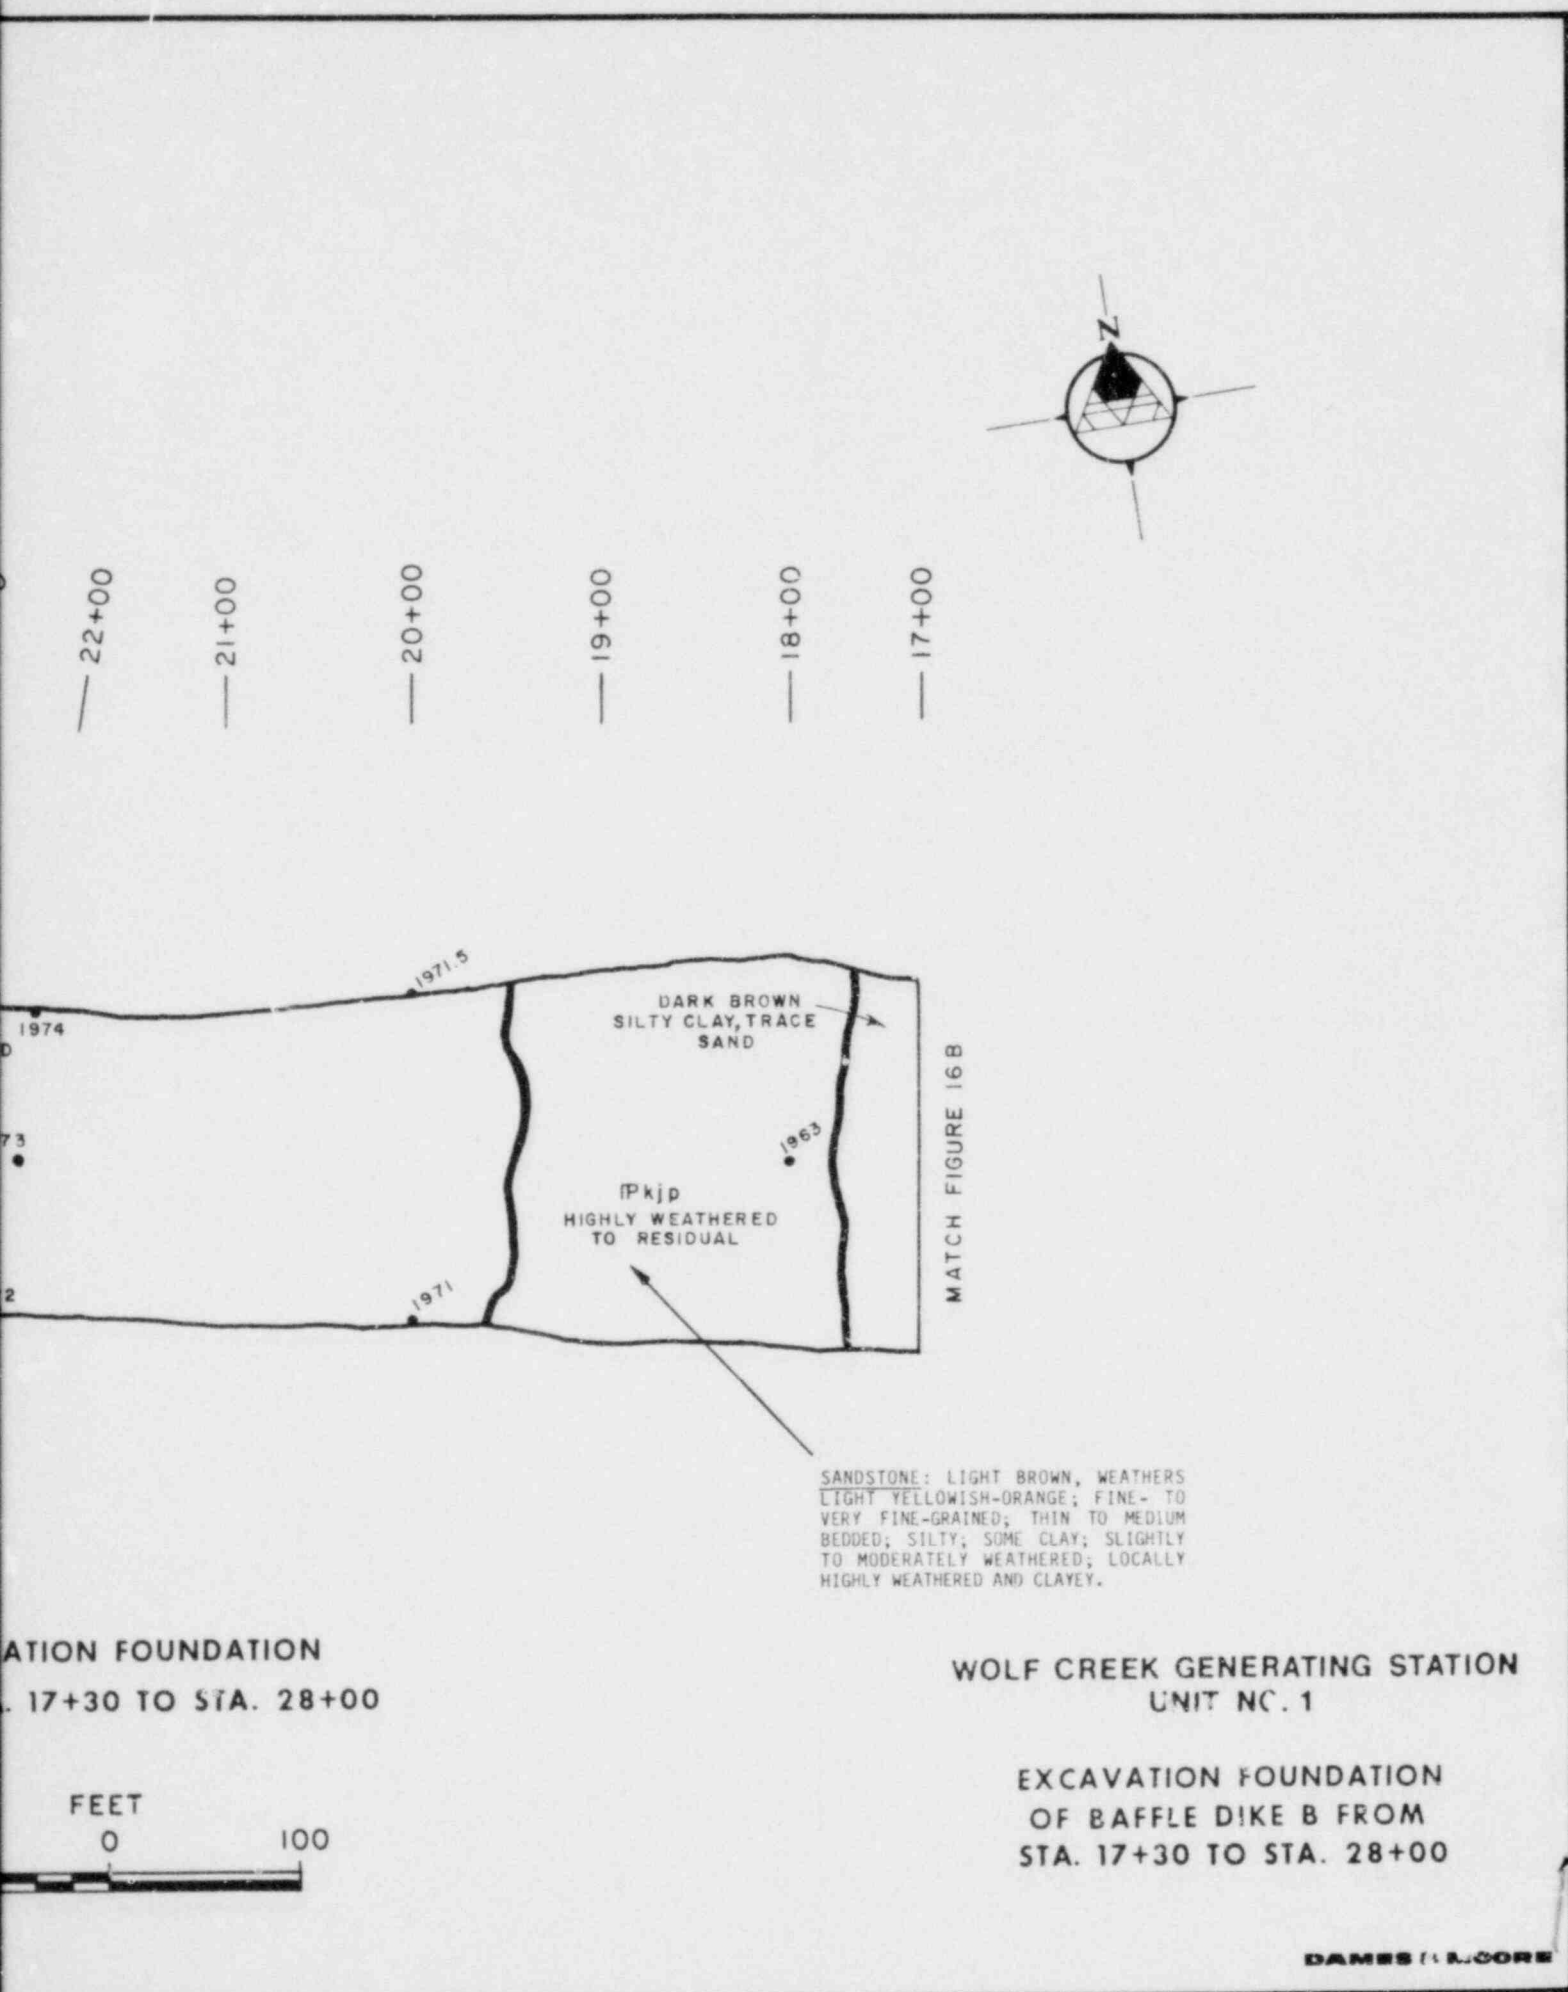 N
22+00
21+00
20+00
19+00
18+00
17+00
1971.5
1974
DARK BROWN
SILTY CLAY, TRACE
SAND
D
73
1963
MATCH FIGURE 16B
ℙkjp
HIGHLY WEATHERED
TO RESIDUAL
2
1971
SANDSTONE: LIGHT BROWN, WEATHERS
LIGHT YELLOWISH-ORANGE; FINE- TO
VERY FINE-GRAINED; THIN TO MEDIUM
BEDDED; SILTY; SOME CLAY; SLIGHTLY
TO MODERATELY WEATHERED; LOCALLY
HIGHLY WEATHERED AND CLAYEY.
ATION FOUNDATION
. 17+30 TO STA. 28+00
FEET
0 100
WOLF CREEK GENERATING STATION
UNIT NO. 1
EXCAVATION FOUNDATION
OF BAFFLE DIKE B FROM
STA. 17+30 TO STA. 28+00
DAMES & MOORE